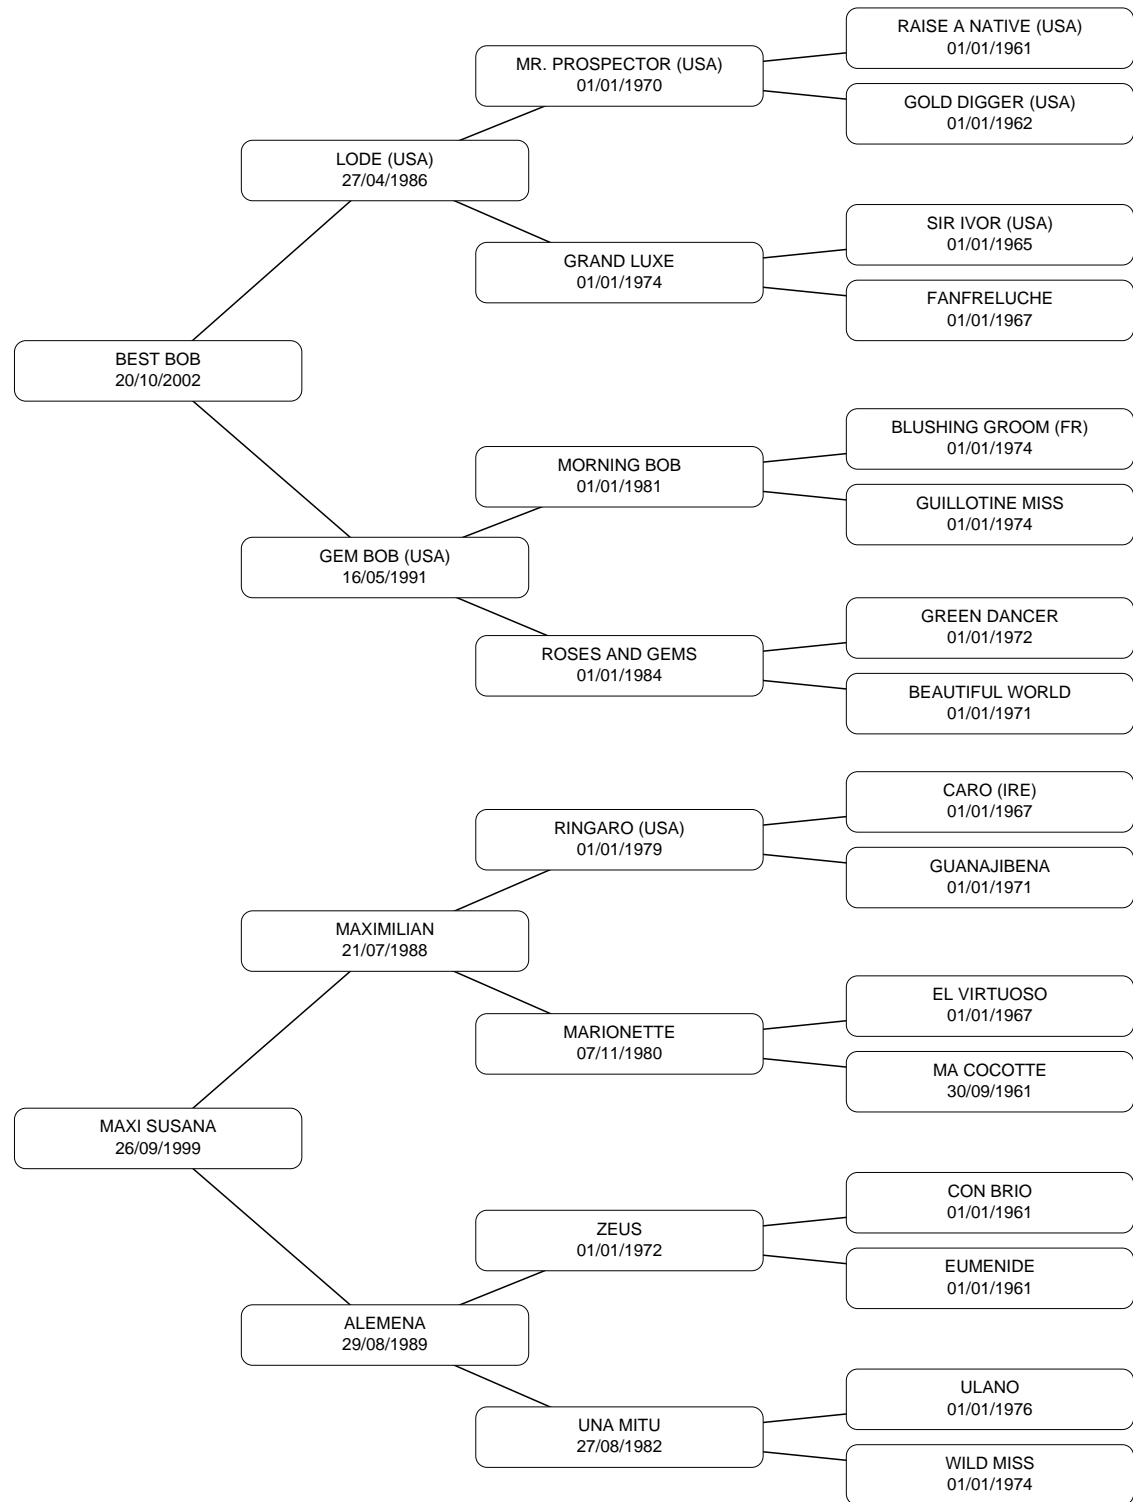 RAISE A NATIVE (USA)
01/01/1961
MR. PROSPECTOR (USA)
01/01/1970
GOLD DIGGER (USA)
01/01/1962
LODE (USA)
27/04/1986
SIR IVOR (USA)
01/01/1965
GRAND LUXE
01/01/1974
FANFRELUCHE
01/01/1967
BEST BOB
20/10/2002
BLUSHING GROOM (FR)
01/01/1974
MORNING BOB
01/01/1981
GUILLOTINE MISS
01/01/1974
GEM BOB (USA)
16/05/1991
GREEN DANCER
01/01/1972
ROSES AND GEMS
01/01/1984
BEAUTIFUL WORLD
01/01/1971
CARO (IRE)
01/01/1967
RINGARO (USA)
01/01/1979
GUANAJIBENA
01/01/1971
MAXIMILIAN
21/07/1988
EL VIRTUOSO
01/01/1967
MARIONETTE
07/11/1980
MA COCOTTE
30/09/1961
MAXI SUSANA
26/09/1999
CON BRIO
01/01/1961
ZEUS
01/01/1972
EUMENIDE
01/01/1961
ALEMENA
29/08/1989
ULANO
01/01/1976
UNA MITU
27/08/1982
WILD MISS
01/01/1974